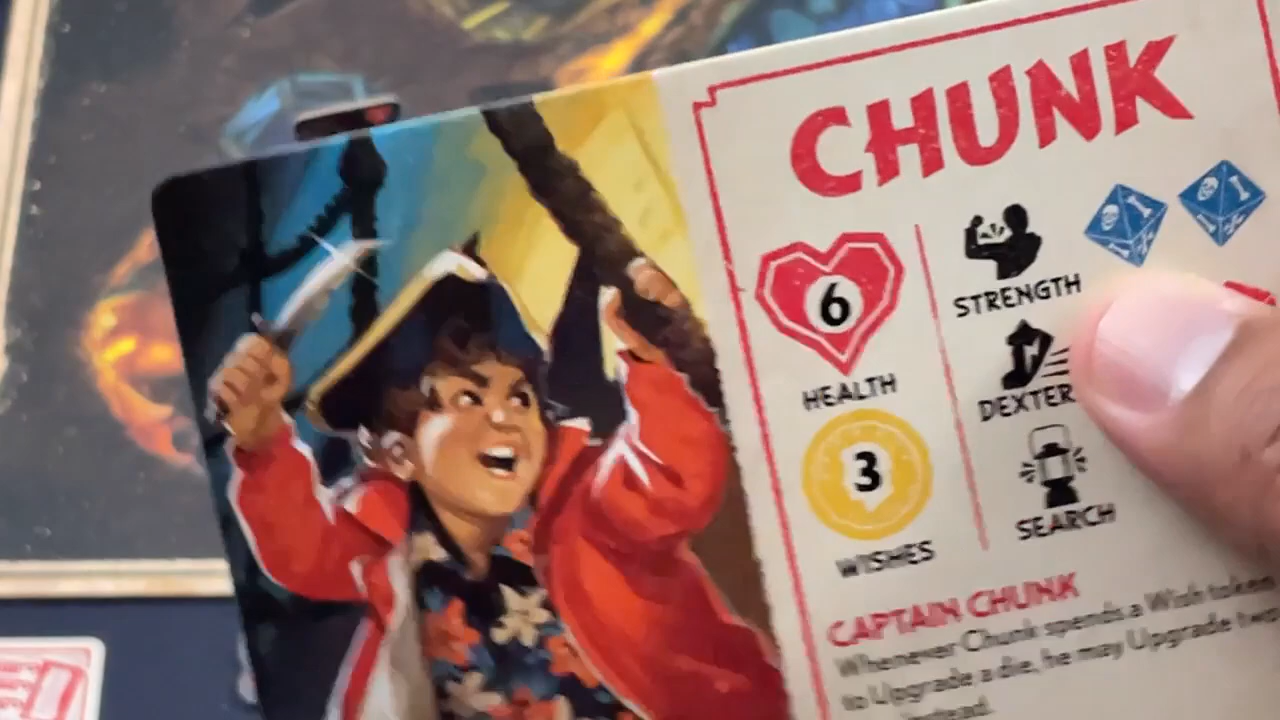 CHUNK
6
HEALTH
3
WISHES
STRENGTH
DEXTER
SEARCH
CAPTAIN CHUNK
Whenever Chunk spends a Wish token
to Upgrade a die, he may Upgrade two
instead.